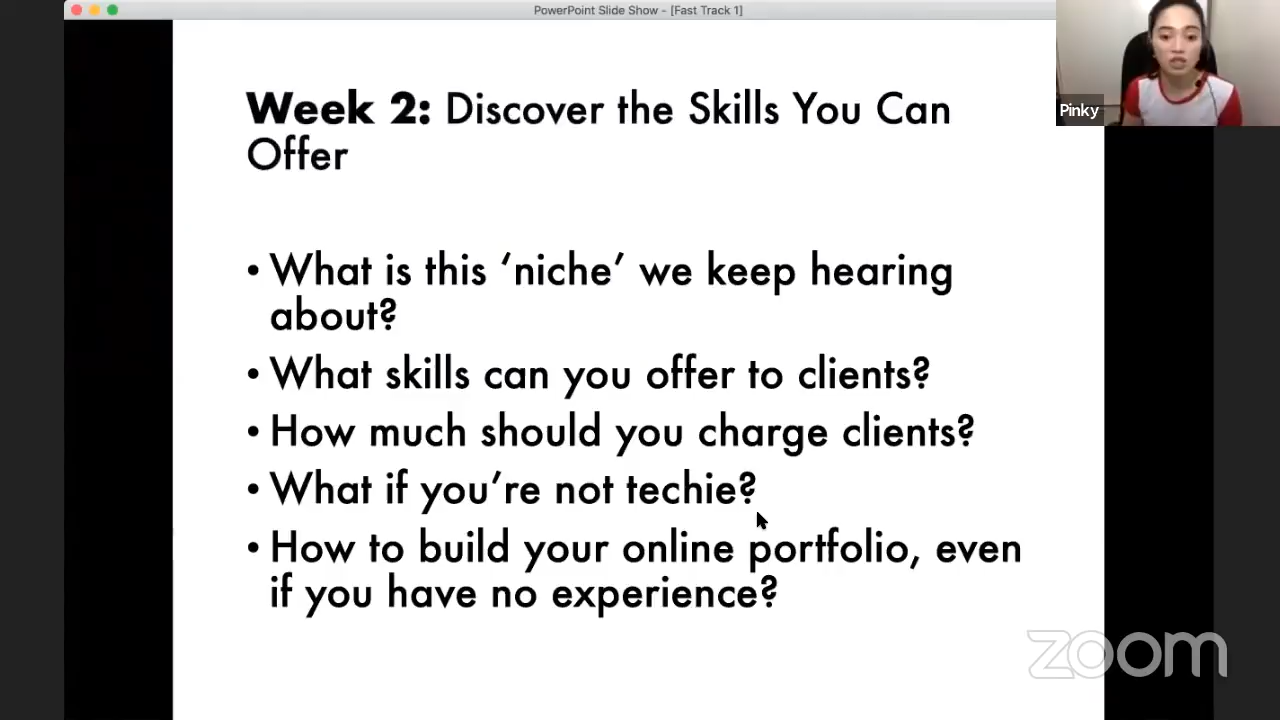 PowerPoint Slide Show - [Fast Track 1]
Pinky
Week 2: Discover the Skills You Can
Offer
• What is this ‘niche’ we keep hearing
about?
• What skills can you offer to clients?
• How much should you charge clients?
• What if you’re not techie?
• How to build your online portfolio, even
if you have no experience?
zoom